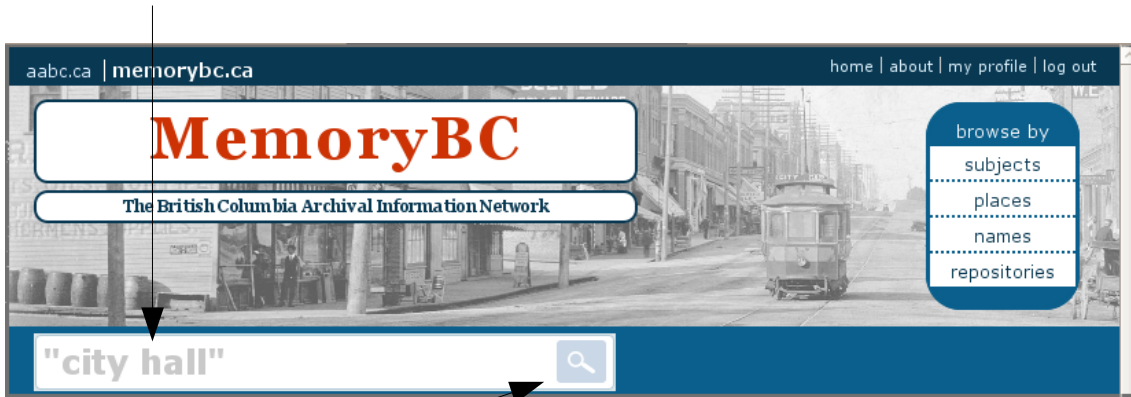 aabc.ca | memorybc.ca
home | about | my profile | log out
MemoryBC
The British Columbia Archival Information Network
browse by
subjects
places
names
repositories
CITY
"city hall"